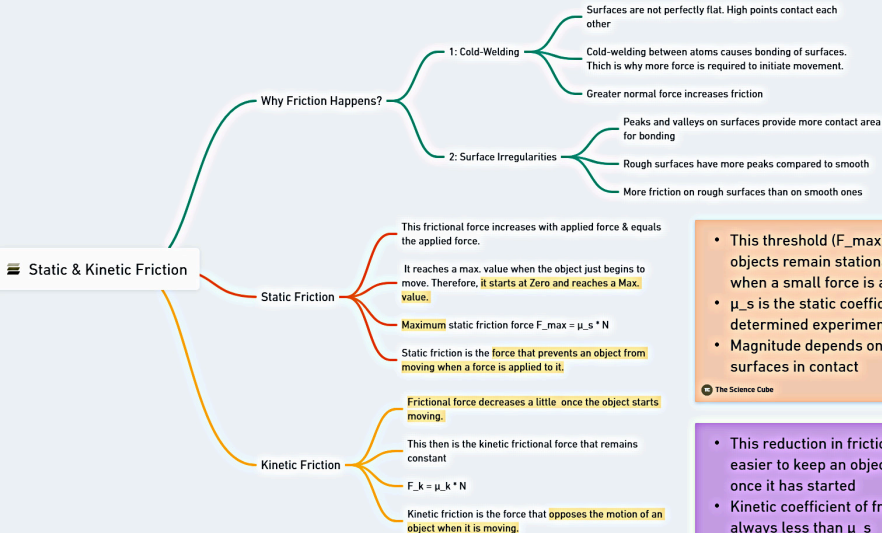 Surfaces are not perfectly flat. High points contact each
other
1: Cold-Welding
Cold-welding between atoms causes bonding of surfaces.
Thich is why more force is required to initiate movement.
Greater normal force increases friction
Why Friction Happens?
Peaks and valleys on surfaces provide more contact area
for bonding
2: Surface Irregularities
Rough surfaces have more peaks compared to smooth
More friction on rough surfaces than on smooth ones
Static & Kinetic Friction
This frictional force increases with applied force & equals
the applied force.
It reaches a max. value when the object just begins to
move. Therefore, it starts at Zero and reaches a Max.
value.
Static Friction
Maximum static friction force F_max = μ_s * N
Static friction is the force that prevents an object from
moving when a force is applied to it.
Frictional force decreases a little once the object starts
moving.
This then is the kinetic frictional force that remains
constant
Kinetic Friction
F_k = μ_k * N
Kinetic friction is the force that opposes the motion of an
object when it is moving.
• This threshold (F_max
objects remain station
when a small force is a
• μ_s is the static coeffic
determined experimer
• Magnitude depends on
surfaces in contact
The Science Cube
• This reduction in frictio
easier to keep an objec
once it has started
• Kinetic coefficient of fr
always less than μ_s